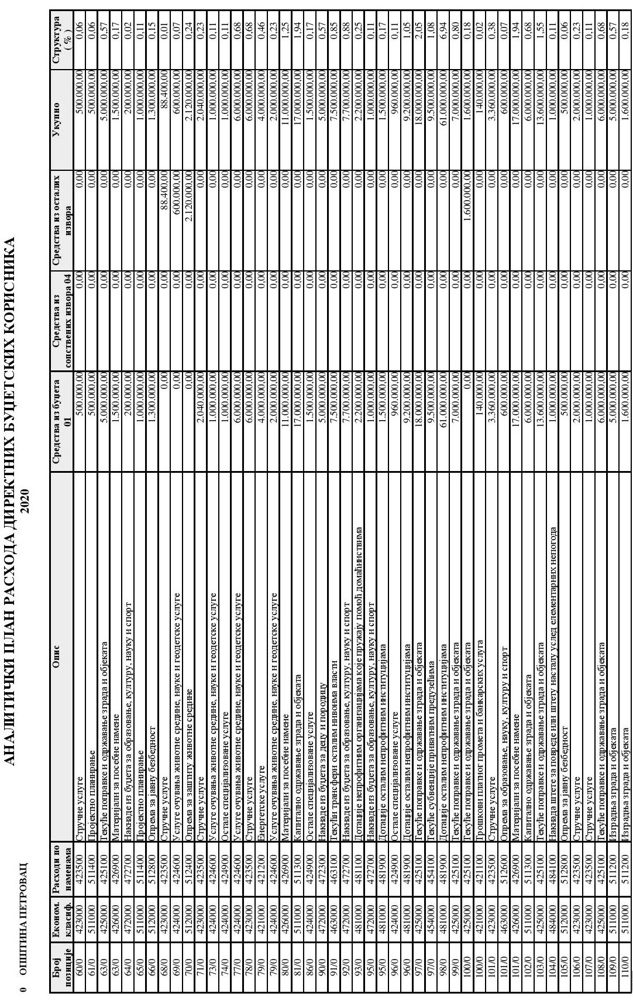 АНАЛИТИЧКИ ПЛАН РАСХОДА ДИРЕКТНИХ БУЏЕТСКИХ КОРИСНИКА
2020
0 ОПШТИНА ПЕТРОВАЦ
Број позиције Економ. класиф. Расходи по наменама Опис Средства из буџета 01 Средства из сопствених извора 04 Средства из осталих извора Укупно Структура ( % )
60/0 423000 423500 Стручне услуге 500.000,00 0,00 0,00 500.000,00 0,06
61/0 511000 511400 Пројектно планирање 500.000,00 0,00 0,00 500.000,00 0,06
63/0 425000 425100 Текуће поправке и одржавање зграда и објеката 5.000.000,00 0,00 0,00 5.000.000,00 0,57
63/0 426000 426900 Материјали за посебне намене 1.500.000,00 0,00 0,00 1.500.000,00 0,17
64/0 472000 472700 Накнаде из буџета за образовање, културу, науку и спорт 200.000,00 0,00 0,00 200.000,00 0,02
65/0 511000 511400 Пројектно планирање 1.000.000,00 0,00 0,00 1.000.000,00 0,11
66/0 512000 512800 Опрема за јавну безбедност 1.300.000,00 0,00 0,00 1.300.000,00 0,15
68/0 423000 423500 Стручне услуге 0,00 0,00 88.400,00 88.400,00 0,01
69/0 424000 424600 Услуге очувања животне средине, науке и геодетске услуге 0,00 0,00 600.000,00 600.000,00 0,07
70/0 512000 512400 Опрема за заштиту животне средине 0,00 0,00 2.120.000,00 2.120.000,00 0,24
71/0 423000 423500 Стручне услуге 2.040.000,00 0,00 0,00 2.040.000,00 0,23
73/0 424000 424600 Услуге очувања животне средине, науке и геодетске услуге 1.000.000,00 0,00 0,00 1.000.000,00 0,11
74/0 424000 424900 Остале специјализоване услуге 1.000.000,00 0,00 0,00 1.000.000,00 0,11
77/0 424000 424600 Услуге очувања животне средине, науке и геодетске услуге 6.000.000,00 0,00 0,00 6.000.000,00 0,68
78/0 423000 423500 Стручне услуге 6.000.000,00 0,00 0,00 6.000.000,00 0,68
79/0 421000 421200 Енергетске услуге 4.000.000,00 0,00 0,00 4.000.000,00 0,46
79/0 424000 424600 Услуге очувања животне средине, науке и геодетске услуге 2.000.000,00 0,00 0,00 2.000.000,00 0,23
80/0 426000 426900 Материјали за посебне намене 11.000.000,00 0,00 0,00 11.000.000,00 1,25
81/0 511000 511300 Капитално одржавање зграда и објеката 17.000.000,00 0,00 0,00 17.000.000,00 1,94
86/0 424000 424900 Остале специјализоване услуге 1.500.000,00 0,00 0,00 1.500.000,00 0,17
90/0 472000 472300 Накнаде из буџета за децу и породицу 5.000.000,00 0,00 0,00 5.000.000,00 0,57
91/0 463000 463100 Текући трансфери осталим нивоима власти 7.500.000,00 0,00 0,00 7.500.000,00 0,85
92/0 472000 472700 Накнаде из буџета за образовање, културу, науку и спорт 7.700.000,00 0,00 0,00 7.700.000,00 0,88
93/0 481000 481100 Дотације непрофитним организацијама које пружају помоћ домаћинствима 2.200.000,00 0,00 0,00 2.200.000,00 0,25
95/0 472000 472700 Накнаде из буџета за образовање, културу, науку и спорт 1.000.000,00 0,00 0,00 1.000.000,00 0,11
95/0 481000 481900 Дотације осталим непрофитним институцијама 1.500.000,00 0,00 0,00 1.500.000,00 0,17
96/0 424000 424900 Остале специјализоване услуге 960.000,00 0,00 0,00 960.000,00 0,11
96/0 481000 481900 Дотације осталим непрофитним институцијама 9.200.000,00 0,00 0,00 9.200.000,00 1,05
97/0 425000 425100 Текуће поправке и одржавање зграда и објеката 18.000.000,00 0,00 0,00 18.000.000,00 2,05
97/0 454000 454100 Текуће субвенције приватним предузећима 9.500.000,00 0,00 0,00 9.500.000,00 1,08
98/0 481000 481900 Дотације осталим непрофитним институцијама 61.000.000,00 0,00 0,00 61.000.000,00 6,94
99/0 425000 425100 Текуће поправке и одржавање зграда и објеката 7.000.000,00 0,00 0,00 7.000.000,00 0,80
100/0 425000 425100 Текуће поправке и одржавање зграда и објеката 0,00 0,00 1.600.000,00 1.600.000,00 0,18
100/0 421000 421100 Трошкови платног промета и банкарских услуга 140.000,00 0,00 0,00 140.000,00 0,02
101/0 423000 423500 Стручне услуге 3.360.000,00 0,00 0,00 3.360.000,00 0,38
101/0 463000 512600 Опрема за образовање, науку, културу и спорт 600.000,00 0,00 0,00 600.000,00 0,07
101/0 426000 426900 Материјали за посебне намене 17.000.000,00 0,00 0,00 17.000.000,00 1,94
102/0 511000 511300 Капитално одржавање зграда и објеката 6.000.000,00 0,00 0,00 6.000.000,00 0,68
103/0 425000 425100 Текуће поправке и одржавање зграда и објеката 13.600.000,00 0,00 0,00 13.600.000,00 1,55
104/0 484000 484100 Накнада штете за повреде или штету насталу услед елементарних непогода 1.000.000,00 0,00 0,00 1.000.000,00 0,11
105/0 512000 512800 Опрема за јавну безбедност 500.000,00 0,00 0,00 500.000,00 0,06
106/0 423000 423500 Стручне услуге 2.000.000,00 0,00 0,00 2.000.000,00 0,23
107/0 423000 423500 Стручне услуге 1.000.000,00 0,00 0,00 1.000.000,00 0,11
108/0 425000 425100 Текуће поправке и одржавање зграда и објеката 6.000.000,00 0,00 0,00 6.000.000,00 0,68
109/0 511000 511200 Изградња зграда и објеката 5.000.000,00 0,00 0,00 5.000.000,00 0,57
110/0 511000 511200 Изградња зграда и објеката 1.600.000,00 0,00 0,00 1.600.000,00 0,18